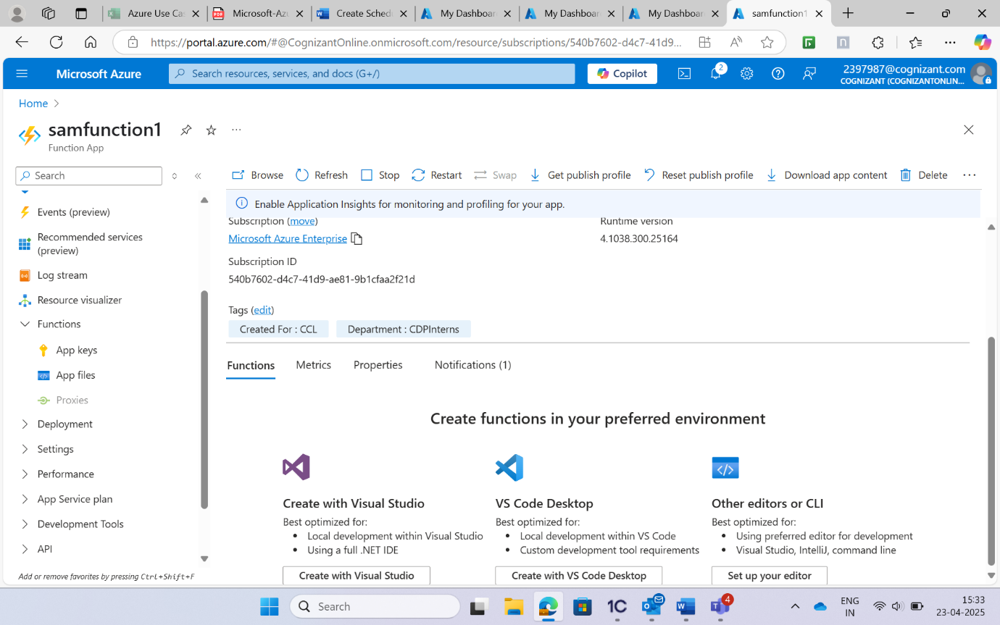 Azure Use Cas
Microsoft-Az
Create Sched
My Dashboar
My Dashboar
My Dashboar
samfunction1
https://portal.azure.com/#@CognizantOnline.onmicrosoft.com/resource/subscriptions/540b7602-d4c7-41d9...
Microsoft Azure
Search resources, services, and docs (G+/)
Copilot
2
2397987@cognizant.com
COGNIZANT (COGNIZANTONLIN...
Home
samfunction1
Function App
Search
Browse
Refresh
Stop
Restart
Swap
Get publish profile
Reset publish profile
Download app content
Delete
Enable Application Insights for monitoring and profiling for your app.
Events (preview)
Recommended services
(preview)
Log stream
Resource visualizer
Functions
App keys
App files
Proxies
Deployment
Settings
Performance
App Service plan
Development Tools
API
Add or remove favorites by pressing Ctrl+Shift+F
Subscription (move)
Microsoft Azure Enterprise
Runtime version
4.1038.300.25164
Subscription ID
540b7602-d4c7-41d9-ae81-9b1cfaa2f21d
Tags (edit)
Created For : CCL
Department : CDPInterns
Functions
Metrics
Properties
Notifications (1)
Create functions in your preferred environment
Create with Visual Studio
Best optimized for:
• Local development within Visual Studio
• Using a full .NET IDE
Create with Visual Studio
VS Code Desktop
Best optimized for:
• Local development within VS Code
• Custom development tool requirements
Create with VS Code Desktop
Other editors or CLI
Best optimized for:
• Using preferred editor for development
• Visual Studio, IntelliJ, command line
Set up your editor
Search
1C
4
ENG
IN
15:33
23-04-2025